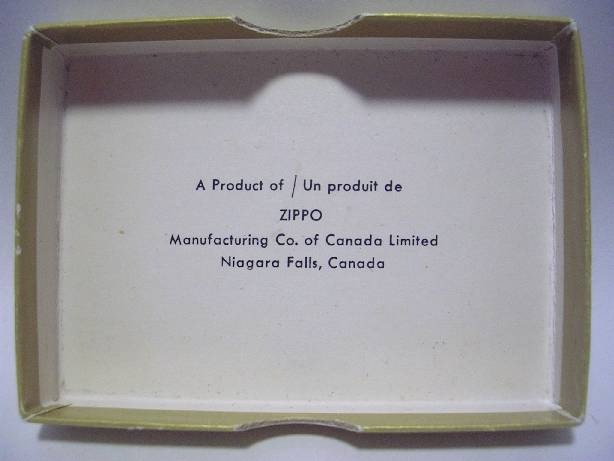 A Product of / Un produit de
ZIPPO
Manufacturing Co. of Canada Limited
Niagara Falls, Canada